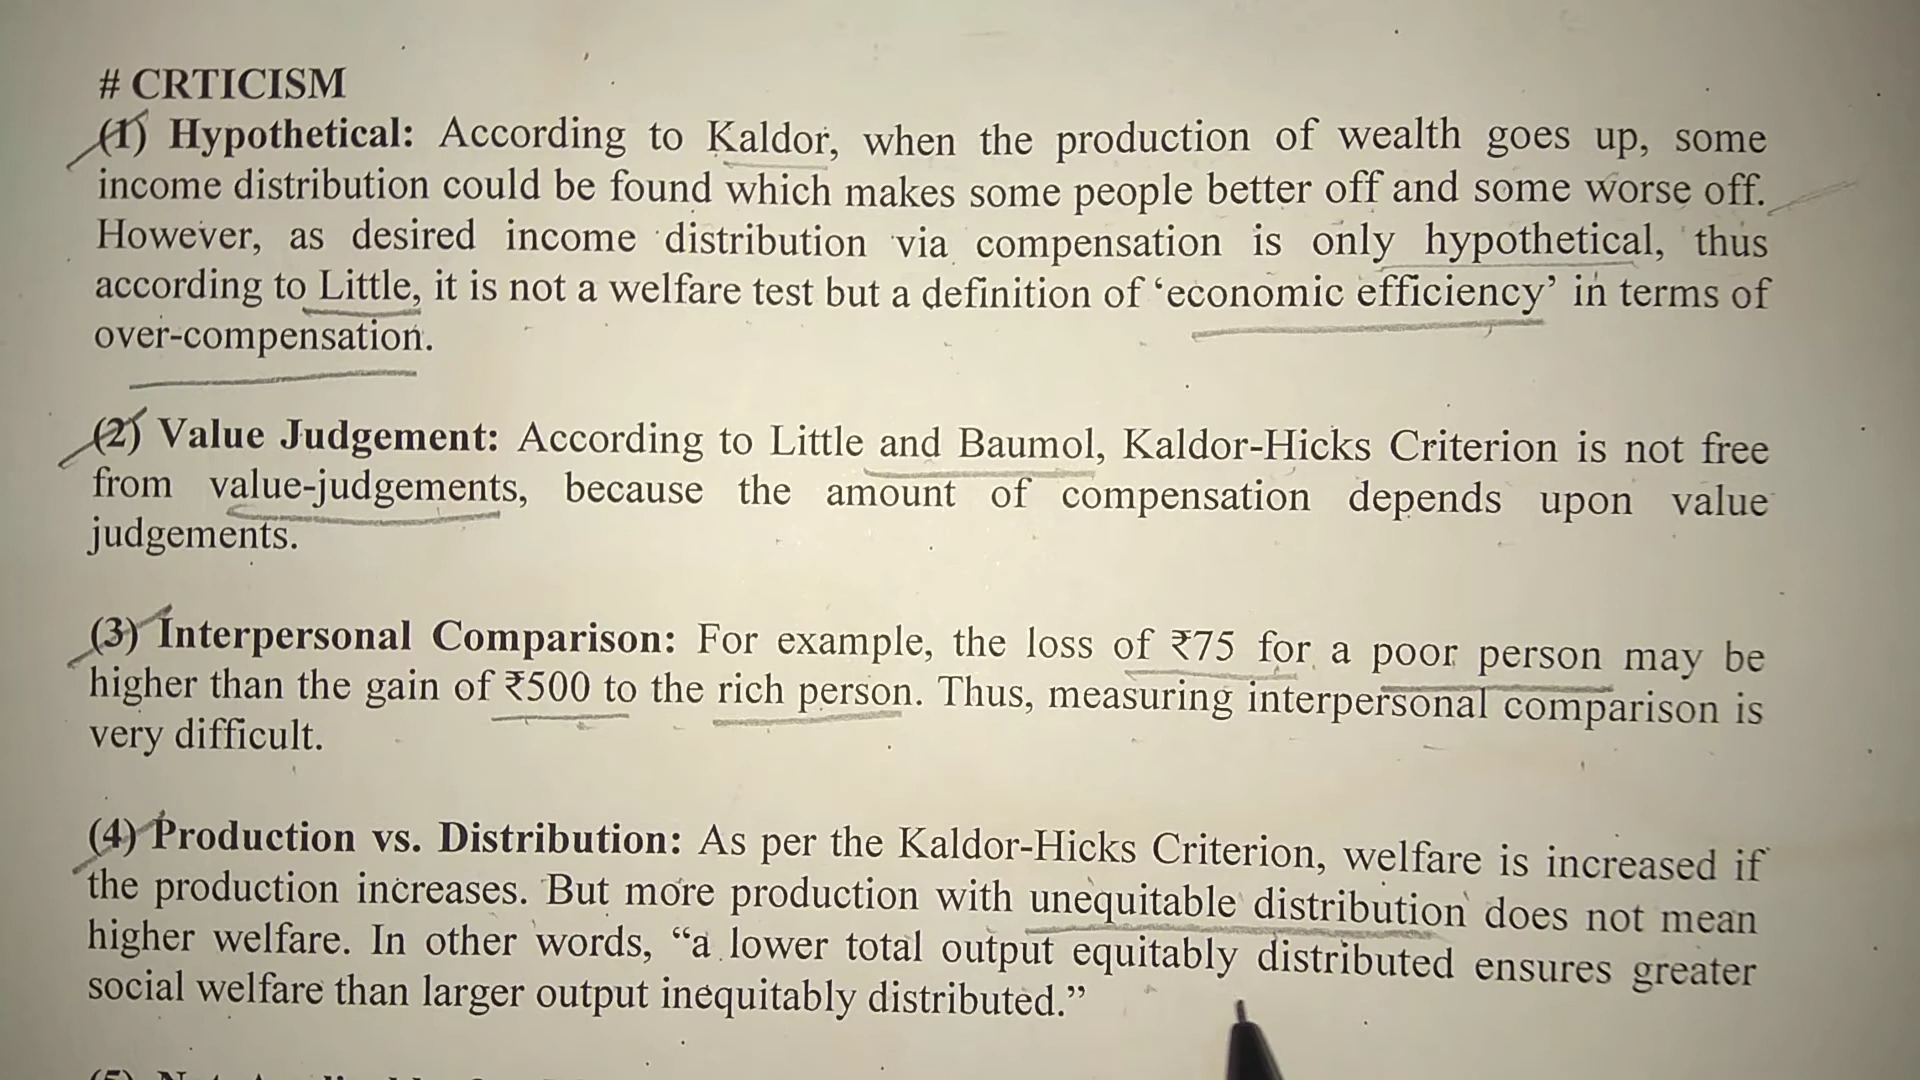 # CRTICISM
(1) Hypothetical: According to Kaldor, when the production of wealth goes up, some
income distribution could be found which makes some people better off and some worse off.
However, as desired income distribution via compensation is only hypothetical, thus
according to Little, it is not a welfare test but a definition of ‘economic efficiency’ in terms of
over-compensation.
(2) Value Judgement: According to Little and Baumol, Kaldor-Hicks Criterion is not free
from value-judgements, because the amount of compensation depends upon value
judgements.
(3) Interpersonal Comparison: For example, the loss of ₹75 for a poor person may be
higher than the gain of ₹500 to the rich person. Thus, measuring interpersonal comparison is
very difficult.
(4) Production vs. Distribution: As per the Kaldor-Hicks Criterion, welfare is increased if
the production increases. But more production with unequitable distribution does not mean
higher welfare. In other words, “a lower total output equitably distributed ensures greater
social welfare than larger output inequitably distributed.”